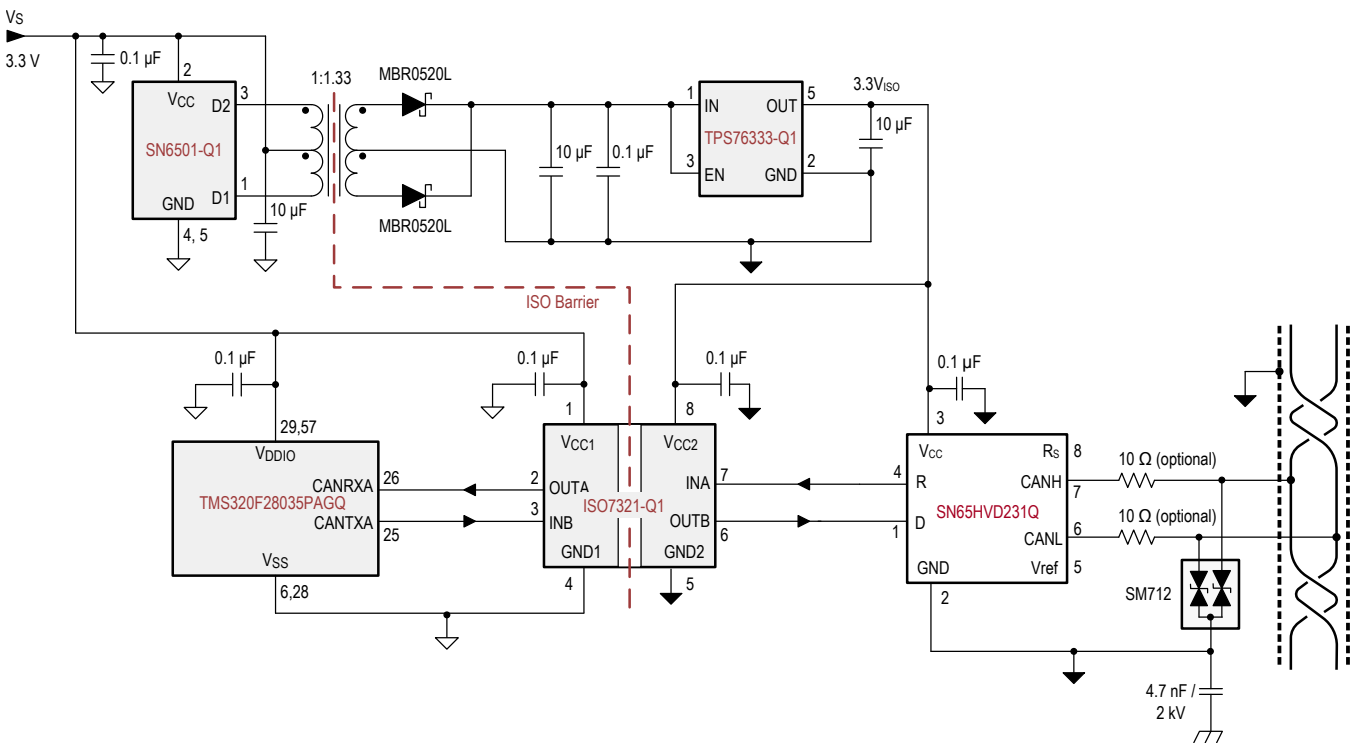 VS
3.3 V
0.1 µF
2
VCC
D2
3
SN6501-Q1
1
D1
GND
4, 5
10 µF
1:1.33
MBR0520L
MBR0520L
10 µF
0.1 µF
1
IN
OUT
5
TPS76333-Q1
3
EN
GND
2
3.3VISO
10 µF
ISO Barrier
0.1 µF
0.1 µF
0.1 µF
0.1 µF
29,57
VDDIO
CANRXA
26
TMS320F28035PAGQ
CANTXA
25
VSS
6,28
1
VCC1
2
OUTA
3
INB
GND1
4
ISO7321-Q1
8
VCC2
INA
7
OUTB
6
GND2
5
3
VCC
RS
8
4
R
CANH
7
SN65HVD231Q
1
D
CANL
6
GND
Vref
5
2
10 Ω (optional)
10 Ω (optional)
SM712
4.7 nF /
2 kV